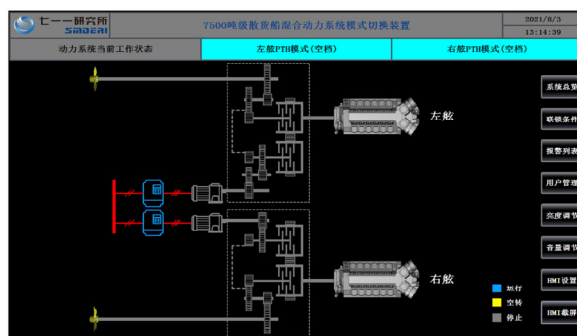 七一一研究所
SMDERI
7500吨级散货船混合动力系统模式切换装置
2021/8/3
13:14:39
动力系统当前工作状态
左舷PTH模式(空档)
右舷PTH模式(空档)
系统总览
联锁条件
报警列表
用户管理
亮度调节
音量调节
HMI设置
HMI截屏
左舷
右舷
运行
空转
停止